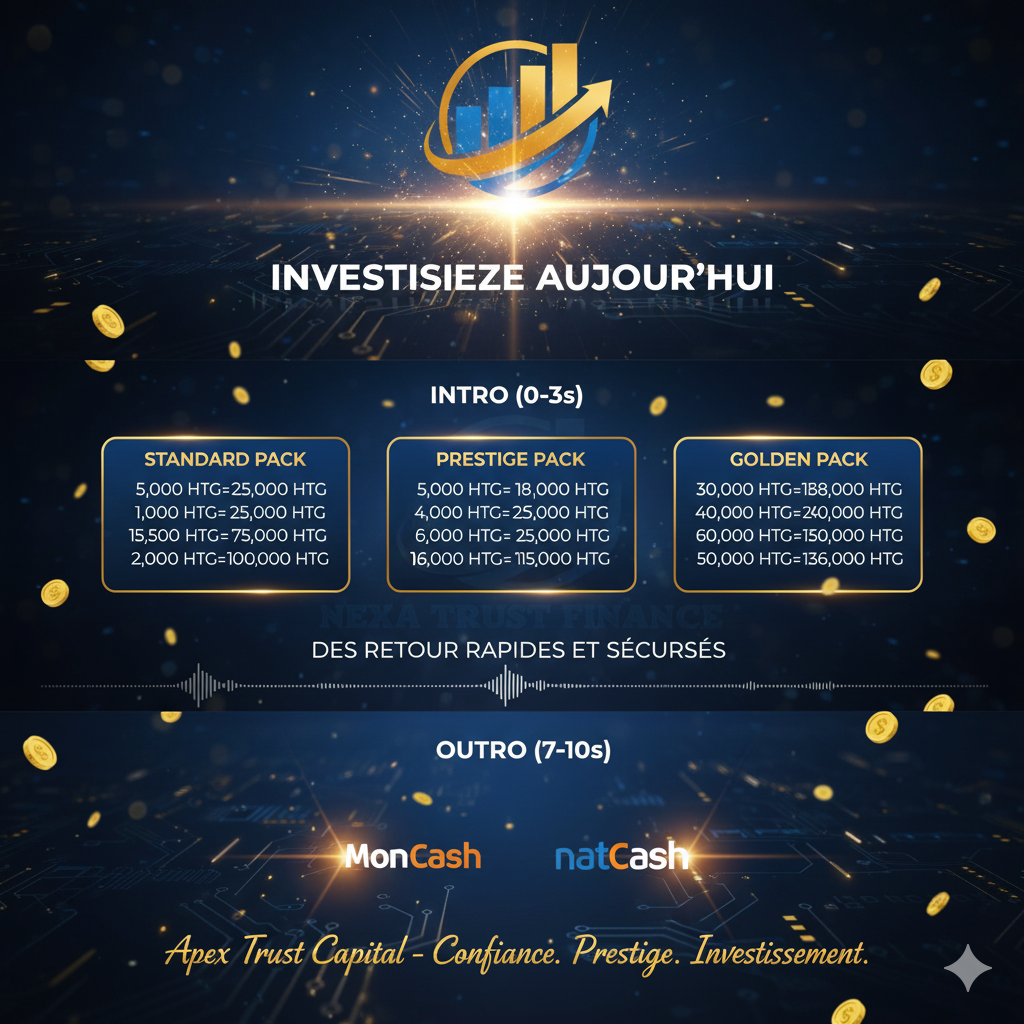 INVESTISIEZE AUJOUR'HUI
INTRO (0-3s)
STANDARD PACK
5,000 HTG=25,000 HTG
1,000 HTG= 25,000 HTG
15,500 HTG= 75,000 HTG
2,000 HTG=100,000 HTG
PRESTIGE PACK
5,000 HTG= 18,000 HTG
4,000 HTG=25,000 HTG
6,000 HTG= 25,000 HTG
16,000 HTG= 115,000 HTG
GOLDEN PACK
30,000 HTG=188,000 HTG
40,000 HTG=240,000 HTG
60,000 HTG=150,000 HTG
50,000 HTG=136,000 HTG
NEXA TRUST FINANCE
DES RETOUR RAPIDES ET SÉCURSÉS
OUTRO (7-10s)
MonCash
natCash
Apex Trust Capital - Confiance. Prestige. Investissement.